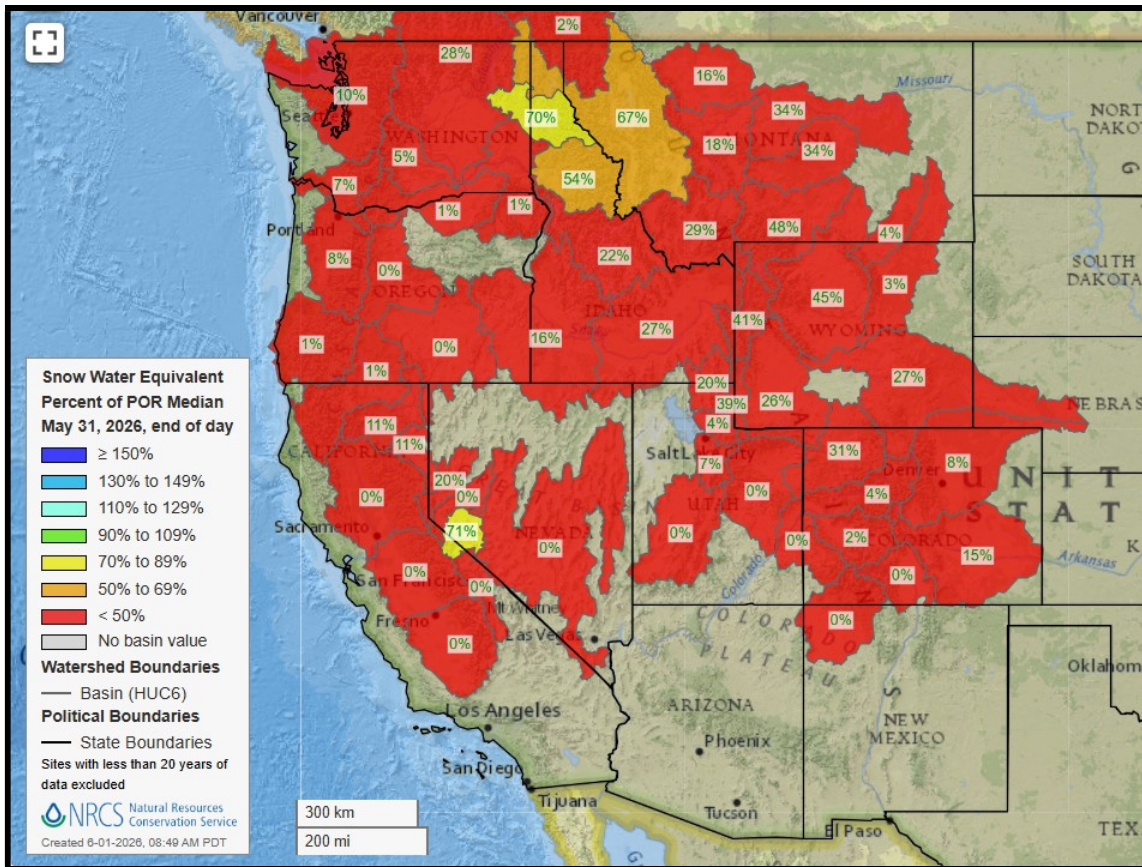 Vancouver
2%
28%
16%
Missouri
10%
Seattle
70%
67%
34%
NORTH
DAKOTA
WASHINGTON
18%
MONTANA
34%
5%
54%
7%
1%
1%
29%
48%
4%
Portland
8%
0%
22%
SOUTH
DAKOTA
3%
OREGON
45%
IDAHO
41%
WYOMING
1%
0%
16%
27%
1%
20%
27%
39%
26%
NEBRAS
11%
4%
11%
CALIFORNIA
Salt Lake City
31%
Denver
8%
7%
UNIT
STAT
20%
0%
0%
UTAH
4%
0%
Sacramento
71%
NEVADA
0%
0%
0%
2%
COLORADO
15%
Arkansas
K
0%
San Francisco
0%
0%
Colorado
Mt Whitney
Fresno
0%
Las Vegas
0%
COLORADO
PLATEAU
Oklahom
Los Angeles
ARIZONA
NEW
MEXICO
Phoenix
San Diego
Tijuana
Tucson
El Paso
TEX
Snow Water Equivalent
Percent of POR Median
May 31, 2026, end of day
≥ 150%
130% to 149%
110% to 129%
90% to 109%
70% to 89%
50% to 69%
< 50%
No basin value
Watershed Boundaries
Basin (HUC6)
Political Boundaries
State Boundaries
Sites with less than 20 years of
data excluded
NRCS Natural Resources
Conservation Service
Created 6-01-2026, 08:49 AM PDT
300 km
200 mi